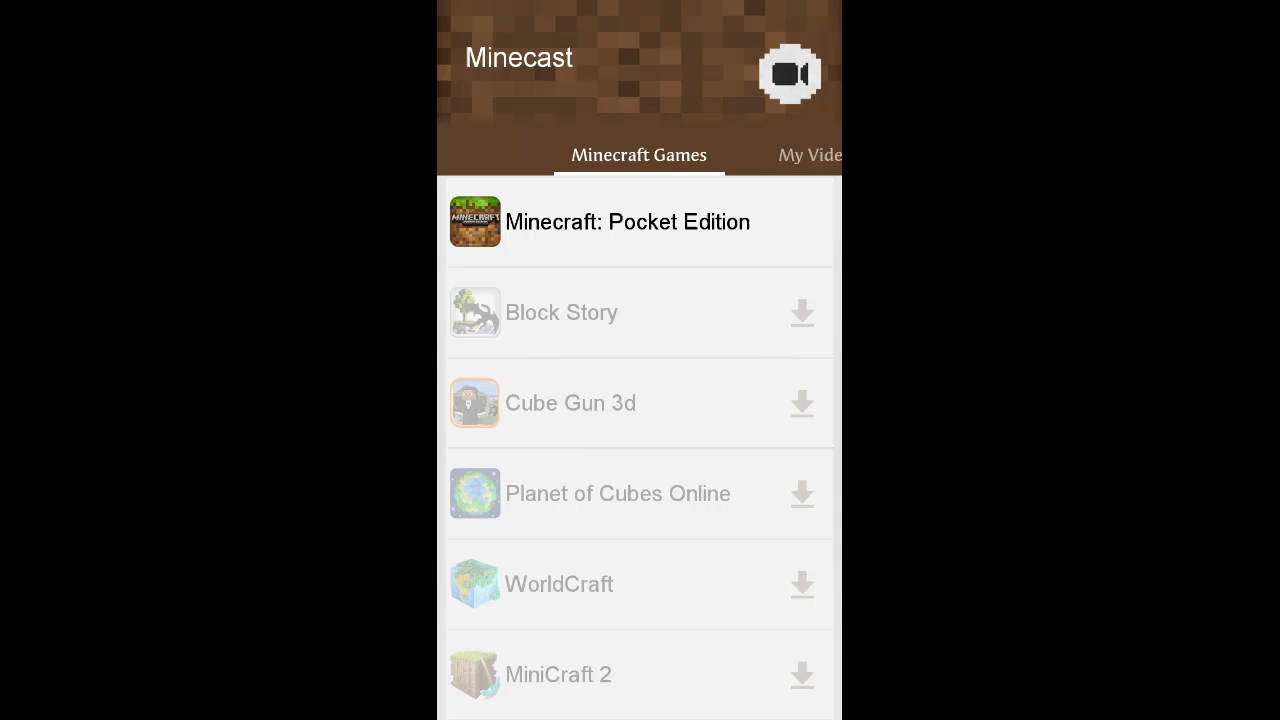 Minecast
Minecraft Games
My Vide
MINECRAFT
Minecraft: Pocket Edition
Block Story
Cube Gun 3d
Planet of Cubes Online
WorldCraft
MiniCraft 2